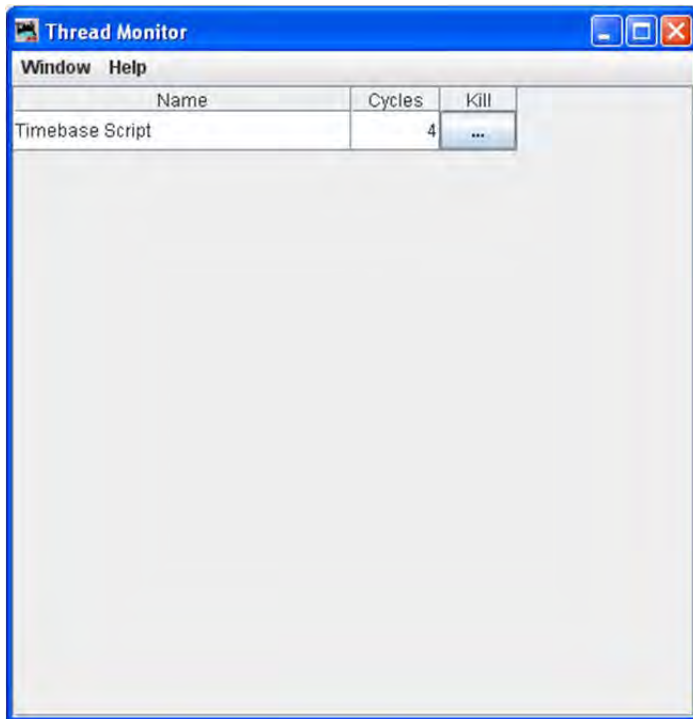 Thread Monitor
Window Help
Name Cycles Kill
Timebase Script 4 ...